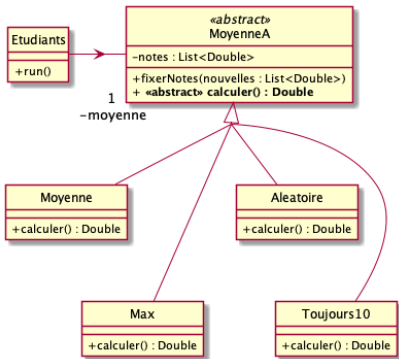 «abstract»
MoyenneA
-notes : List<Double>
+fixerNotes(nouvelles : List<Double>)
+ «abstract» calculer() : Double
Etudiants
+run()
1
-moyenne
Moyenne
+calculer() : Double
Aleatoire
+calculer() : Double
Max
+calculer() : Double
Toujours10
+calculer() : Double